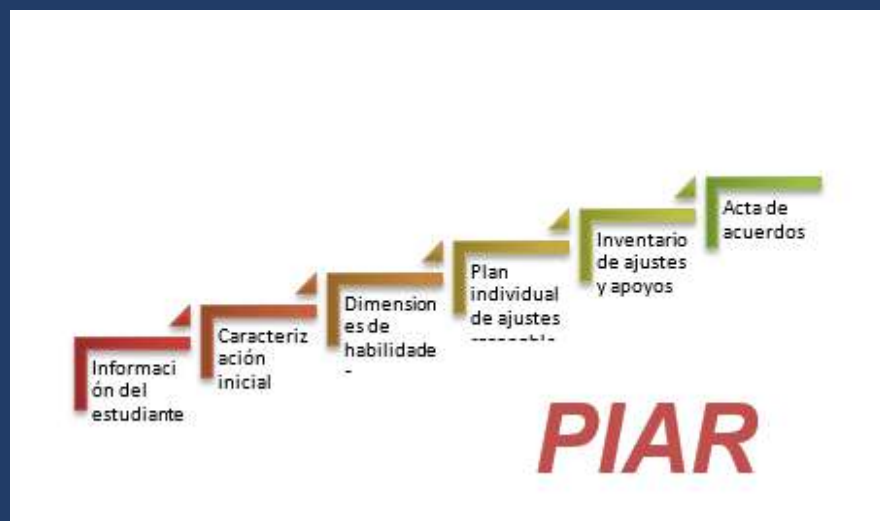 Informaci
ón del
estudiante
Caracteriz
ación
inicial
Dimension
es de
habilidade
Plan
individual
de ajustes
Inventario
de ajustes
y apoyos
Acta de
acuerdos
PIAR